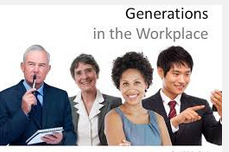 Generations
in the Workplace